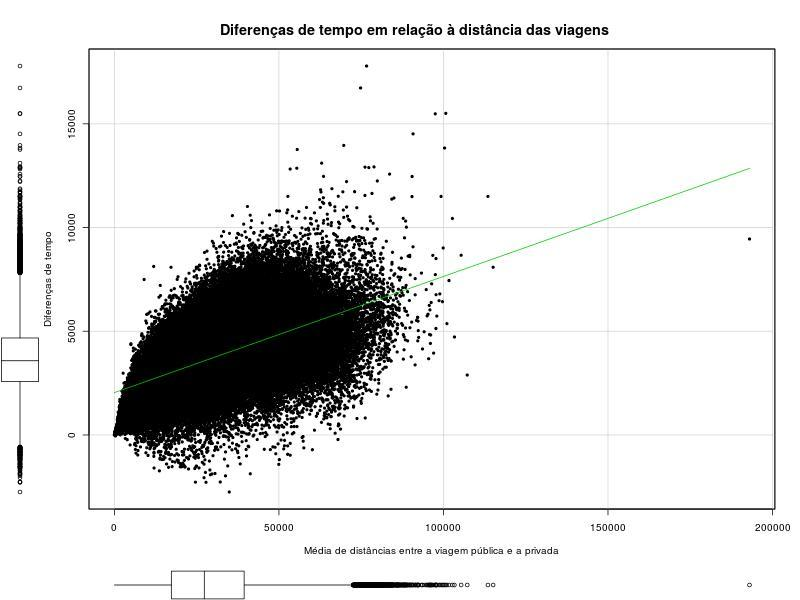 Diferenças de tempo em relação à distância das viagens
15000
10000
5000
0
Diferenças de tempo
0 50000 100000 150000 200000
Média de distâncias entre a viagem pública e a privada